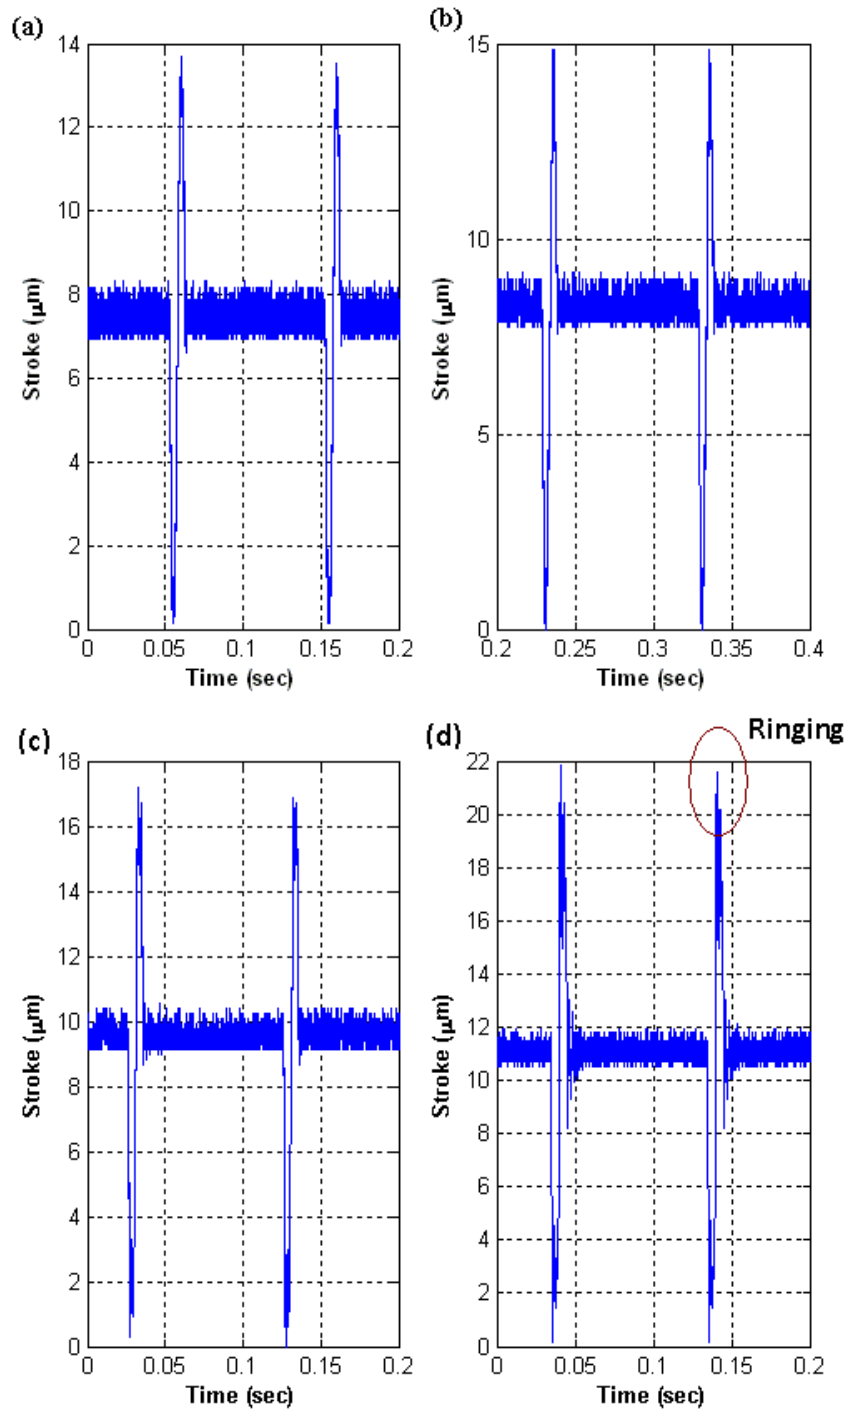 (a)
14
12
10
8
6
4
2
0
Stroke (μm)
0 0.05 0.1 0.15 0.2
Time (sec)
(b)
15
10
5
0
Stroke (μm)
0.2 0.25 0.3 0.35 0.4
Time (sec)
(c)
18
16
14
12
10
8
6
4
2
0
Stroke (μm)
0 0.05 0.1 0.15 0.2
Time (sec)
(d) Ringing
22
20
18
16
14
12
10
8
6
4
2
0
Stroke (μm)
0 0.05 0.1 0.15 0.2
Time (sec)